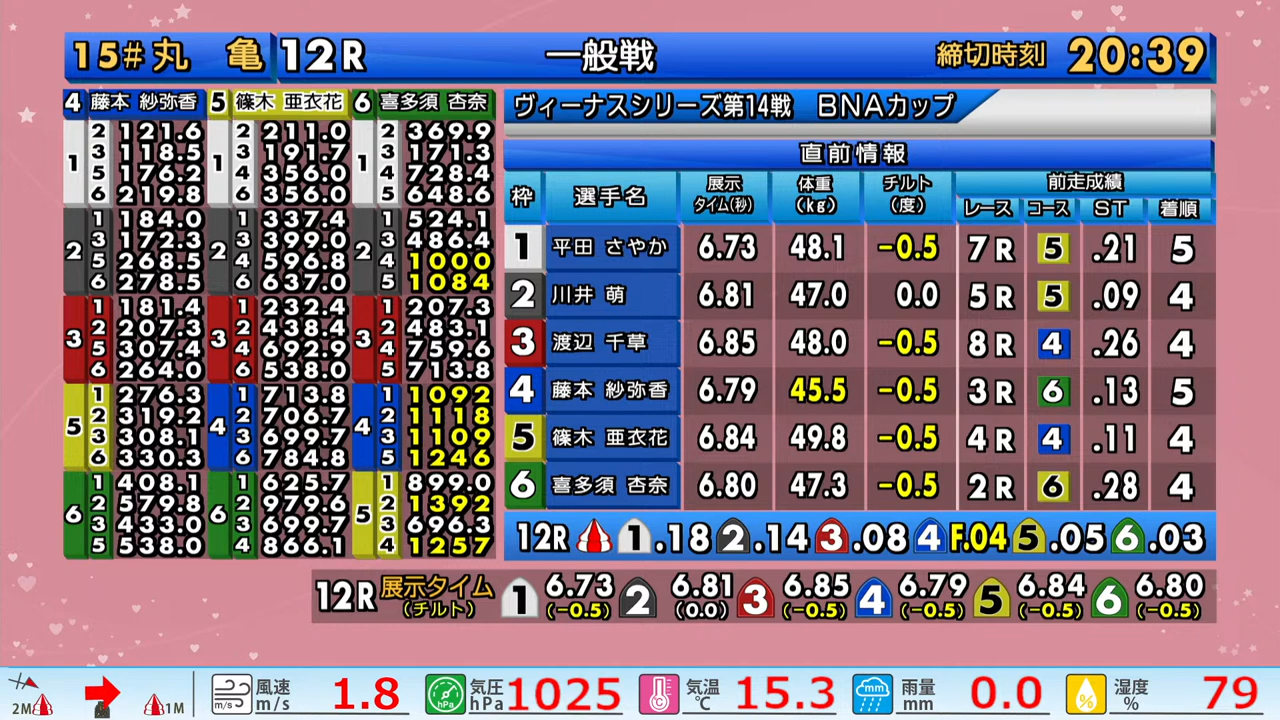 15#丸 亀 12R 一般戦 締切時刻 20:39
4 藤本 紗弥香 5 篠木 亜衣花 6 喜多須 杏奈
1 2 121.6 1 2 211.0 1 2 369.9
3 118.5 3 191.7 3 171.3
5 176.2 4 356.0 4 728.4
6 219.8 6 356.0 5 648.6
2 1 184.0 2 1 337.4 2 1 524.1
3 172.3 3 399.0 3 486.4
5 268.5 4 596.8 4 1000
6 278.5 6 637.0 5 1084
3 1 181.4 3 1 232.4 3 1 207.3
2 207.3 2 438.4 2 483.1
5 307.4 4 692.9 4 759.6
6 264.0 6 538.0 5 713.8
5 1 276.3 4 1 713.8 4 1 1092
2 319.2 2 706.7 2 1118
3 308.1 3 699.7 3 1109
6 330.3 6 784.8 5 1246
6 1 408.1 6 1 625.7 5 1 899.0
2 579.8 2 979.6 2 1392
3 433.0 3 699.7 3 696.3
5 538.0 4 866.1 4 1257
ヴィーナスシリーズ第14戦 BNAカップ
直前情報
枠 選手名 展示タイム(秒) 体重(kg) チルト(度) 前走成績
レース コース ST 着順
1 平田 さやか 6.73 48.1 -0.5 7R 5 .21 5
2 川井 萌 6.81 47.0 0.0 5R 5 .09 4
3 渡辺 千草 6.85 48.0 -0.5 8R 4 .26 4
4 藤本 紗弥香 6.79 45.5 -0.5 3R 6 .13 5
5 篠木 亜衣花 6.84 49.8 -0.5 4R 4 .11 4
6 喜多須 杏奈 6.80 47.3 -0.5 2R 6 .28 4
12R 1 .18 2 .14 3 .08 4 F.04 5 .05 6 .03
12R 展示タイム (チルト) 1 6.73 (-0.5) 2 6.81 (0.0) 3 6.85 (-0.5) 4 6.79 (-0.5) 5 6.84 (-0.5) 6 6.80 (-0.5)
2M 1M m/s 風速 m/s 1.8 hPa 気圧 hPa 1025 ℃ 気温 ℃ 15.3 mm 雨量 mm 0.0 % 湿度 % 79